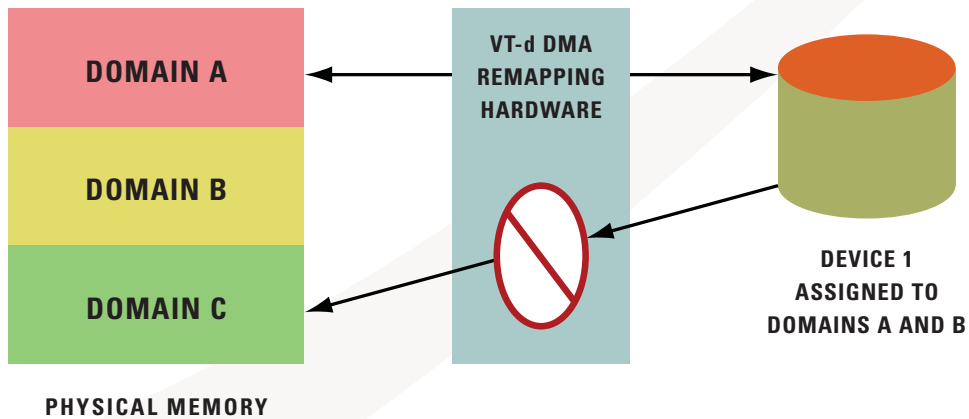 DOMAIN A
DOMAIN B
DOMAIN C
PHYSICAL MEMORY
VT-d DMA
REMAPPING
HARDWARE
DEVICE 1
ASSIGNED TO
DOMAINS A AND B